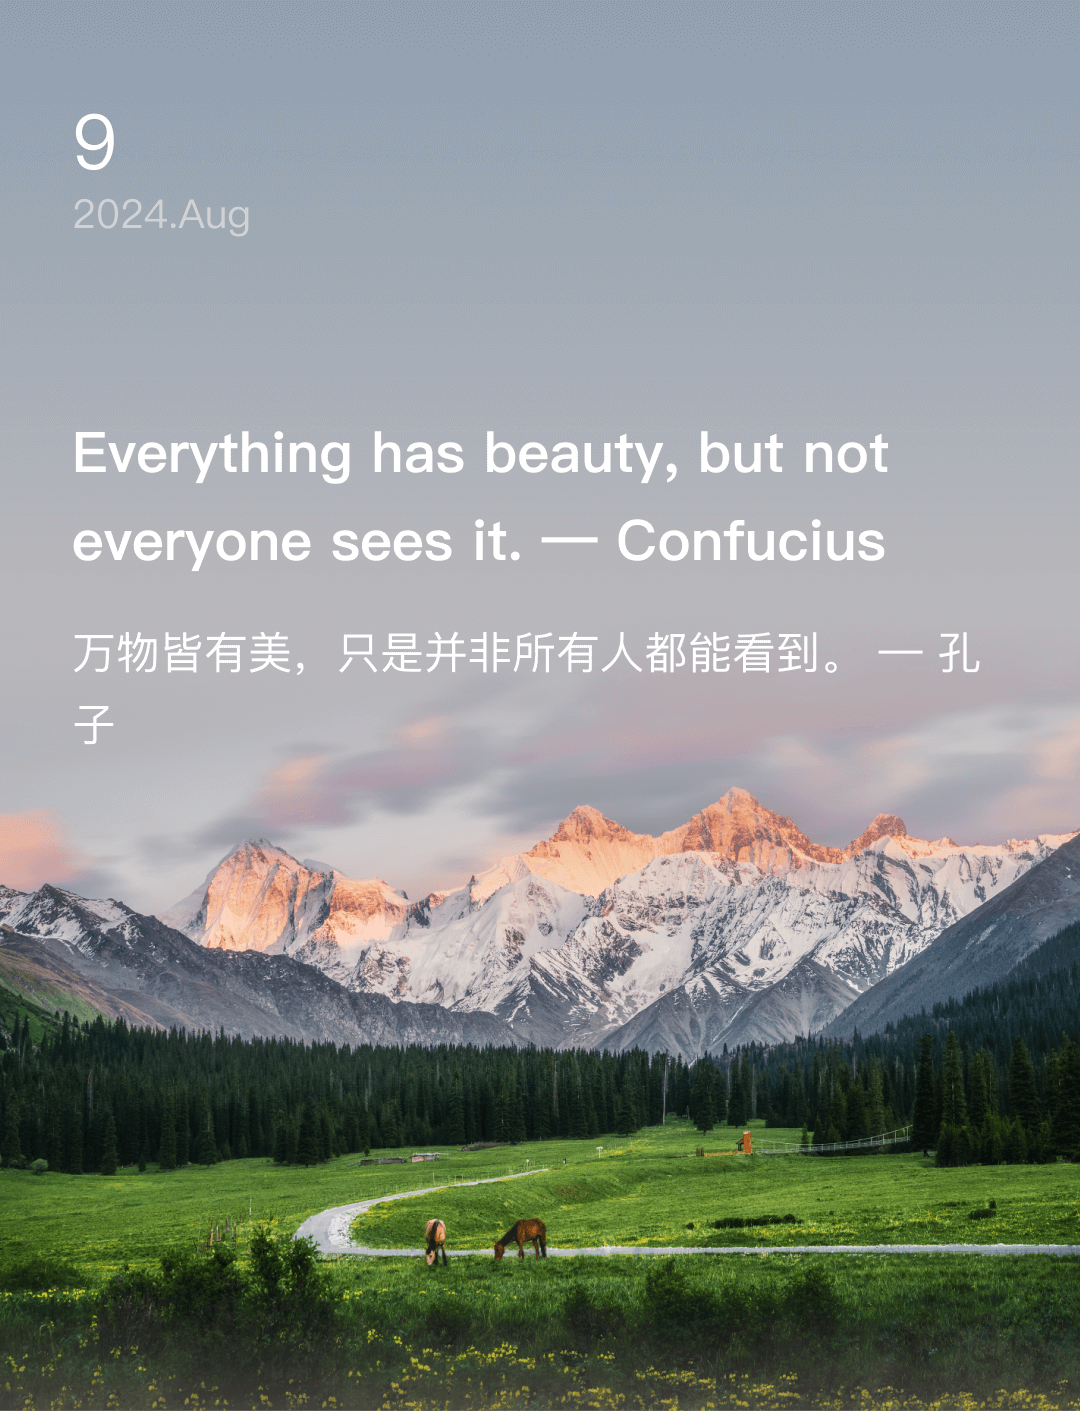 9
2024.Aug
Everything has beauty, but not
everyone sees it. — Confucius
万物皆有美，只是并非所有人都能看到。 — 孔
子